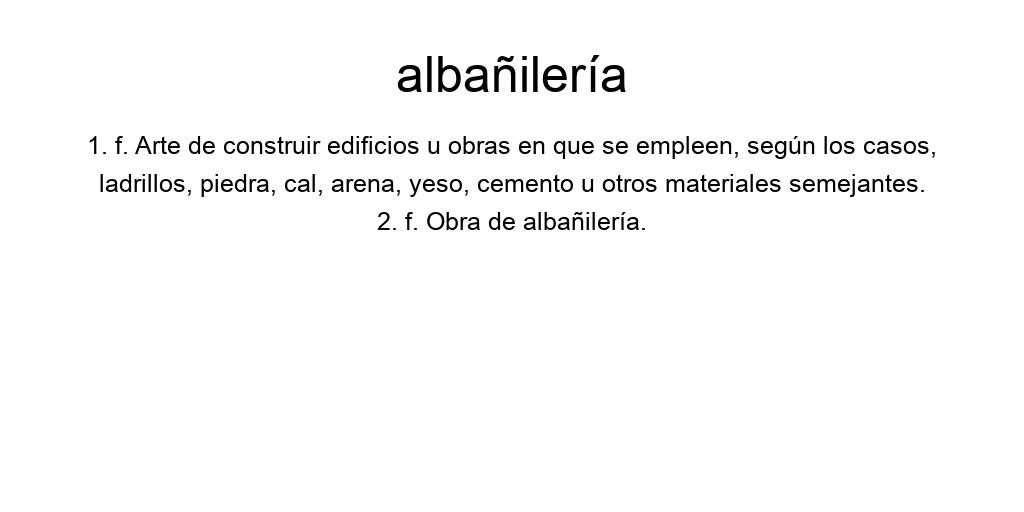 albañilería
1. f. Arte de construir edificios u obras en que se empleen, según los casos,
ladrillos, piedra, cal, arena, yeso, cemento u otros materiales semejantes.
2. f. Obra de albañilería.